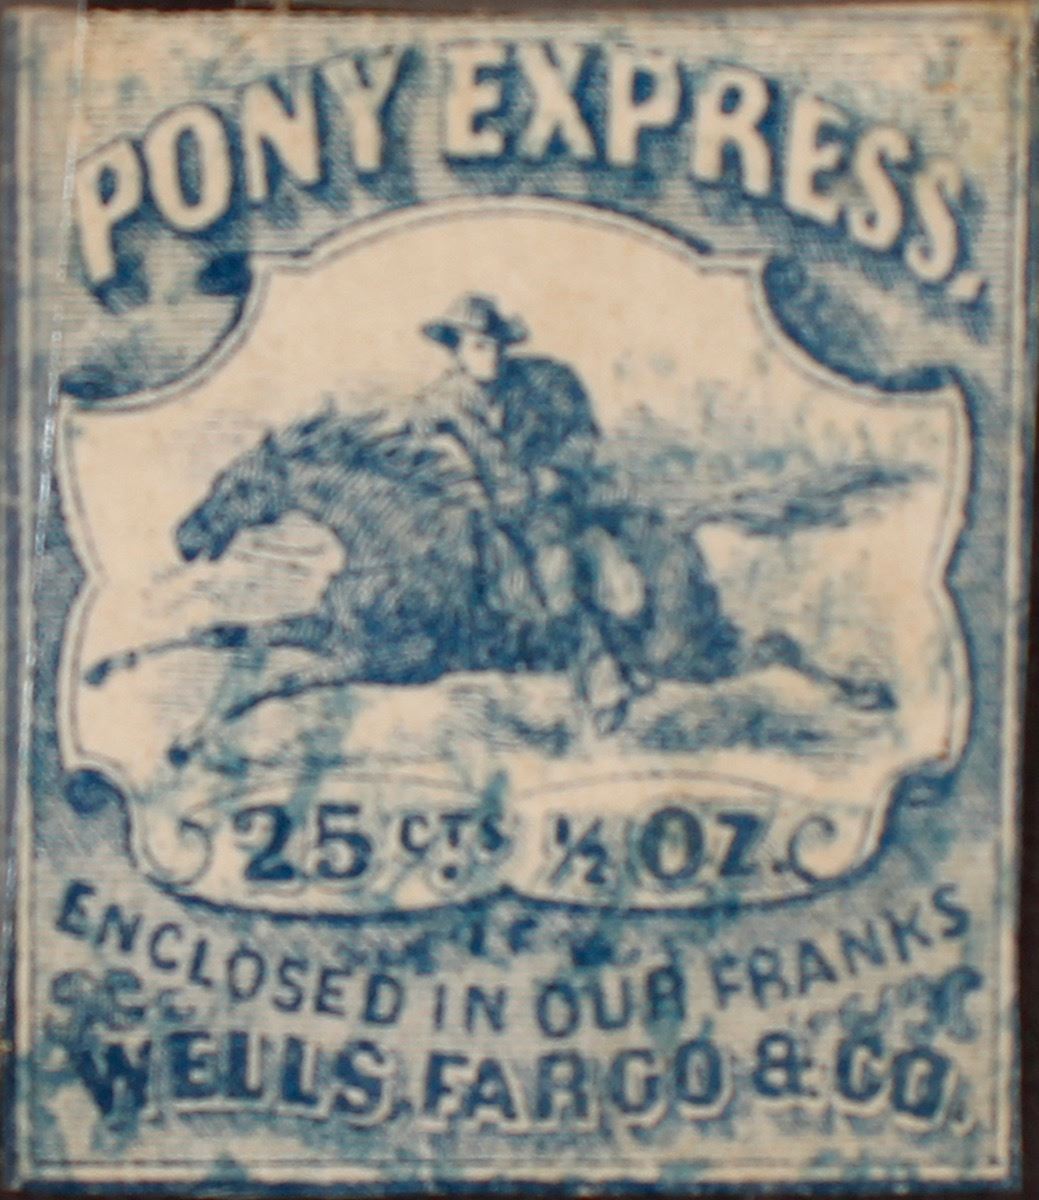 PONY EXPRESS.
25 CTS ½ OZ.
ENCLOSED IN OUR FRANKS
WELLS, FARGO & CO.